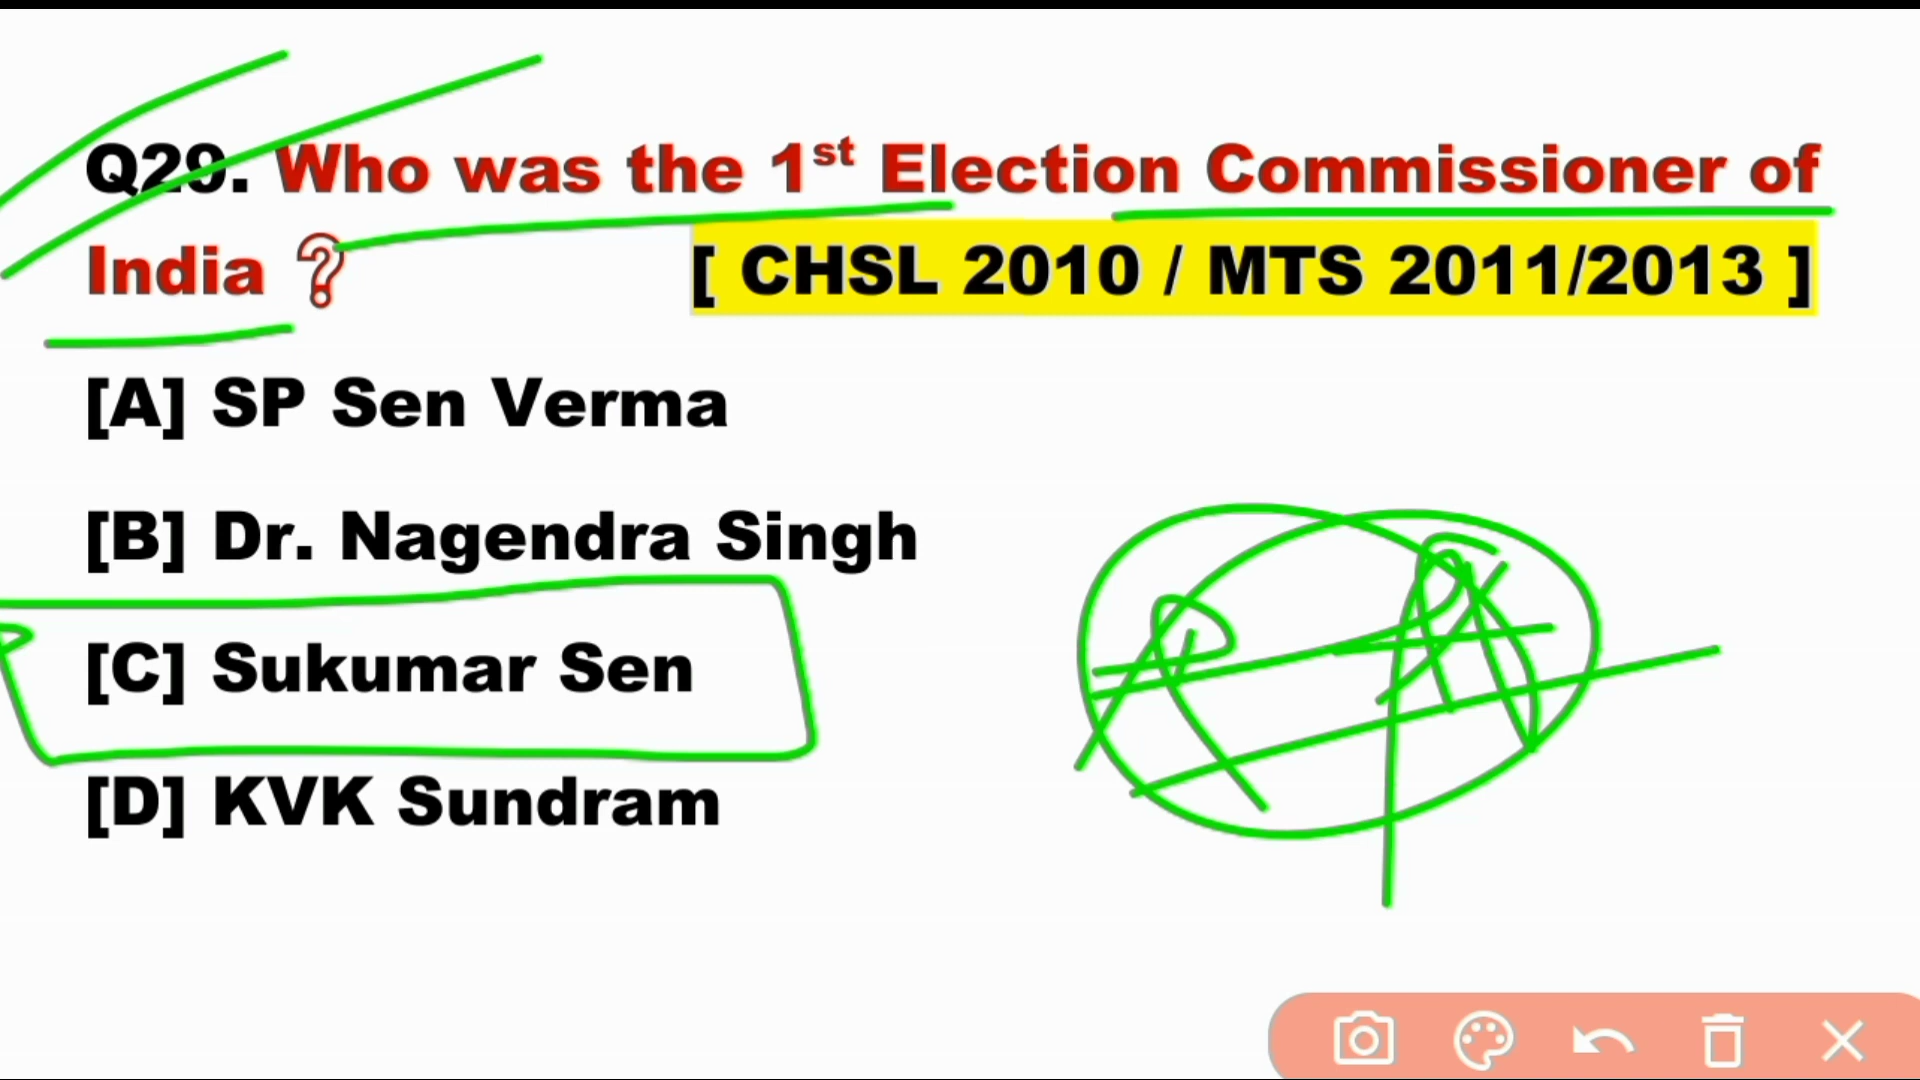 Q29. Who was the 1st Election Commissioner of
India ? [ CHSL 2010 / MTS 2011/2013 ]
[A] SP Sen Verma
[B] Dr. Nagendra Singh
[C] Sukumar Sen
[D] KVK Sundram